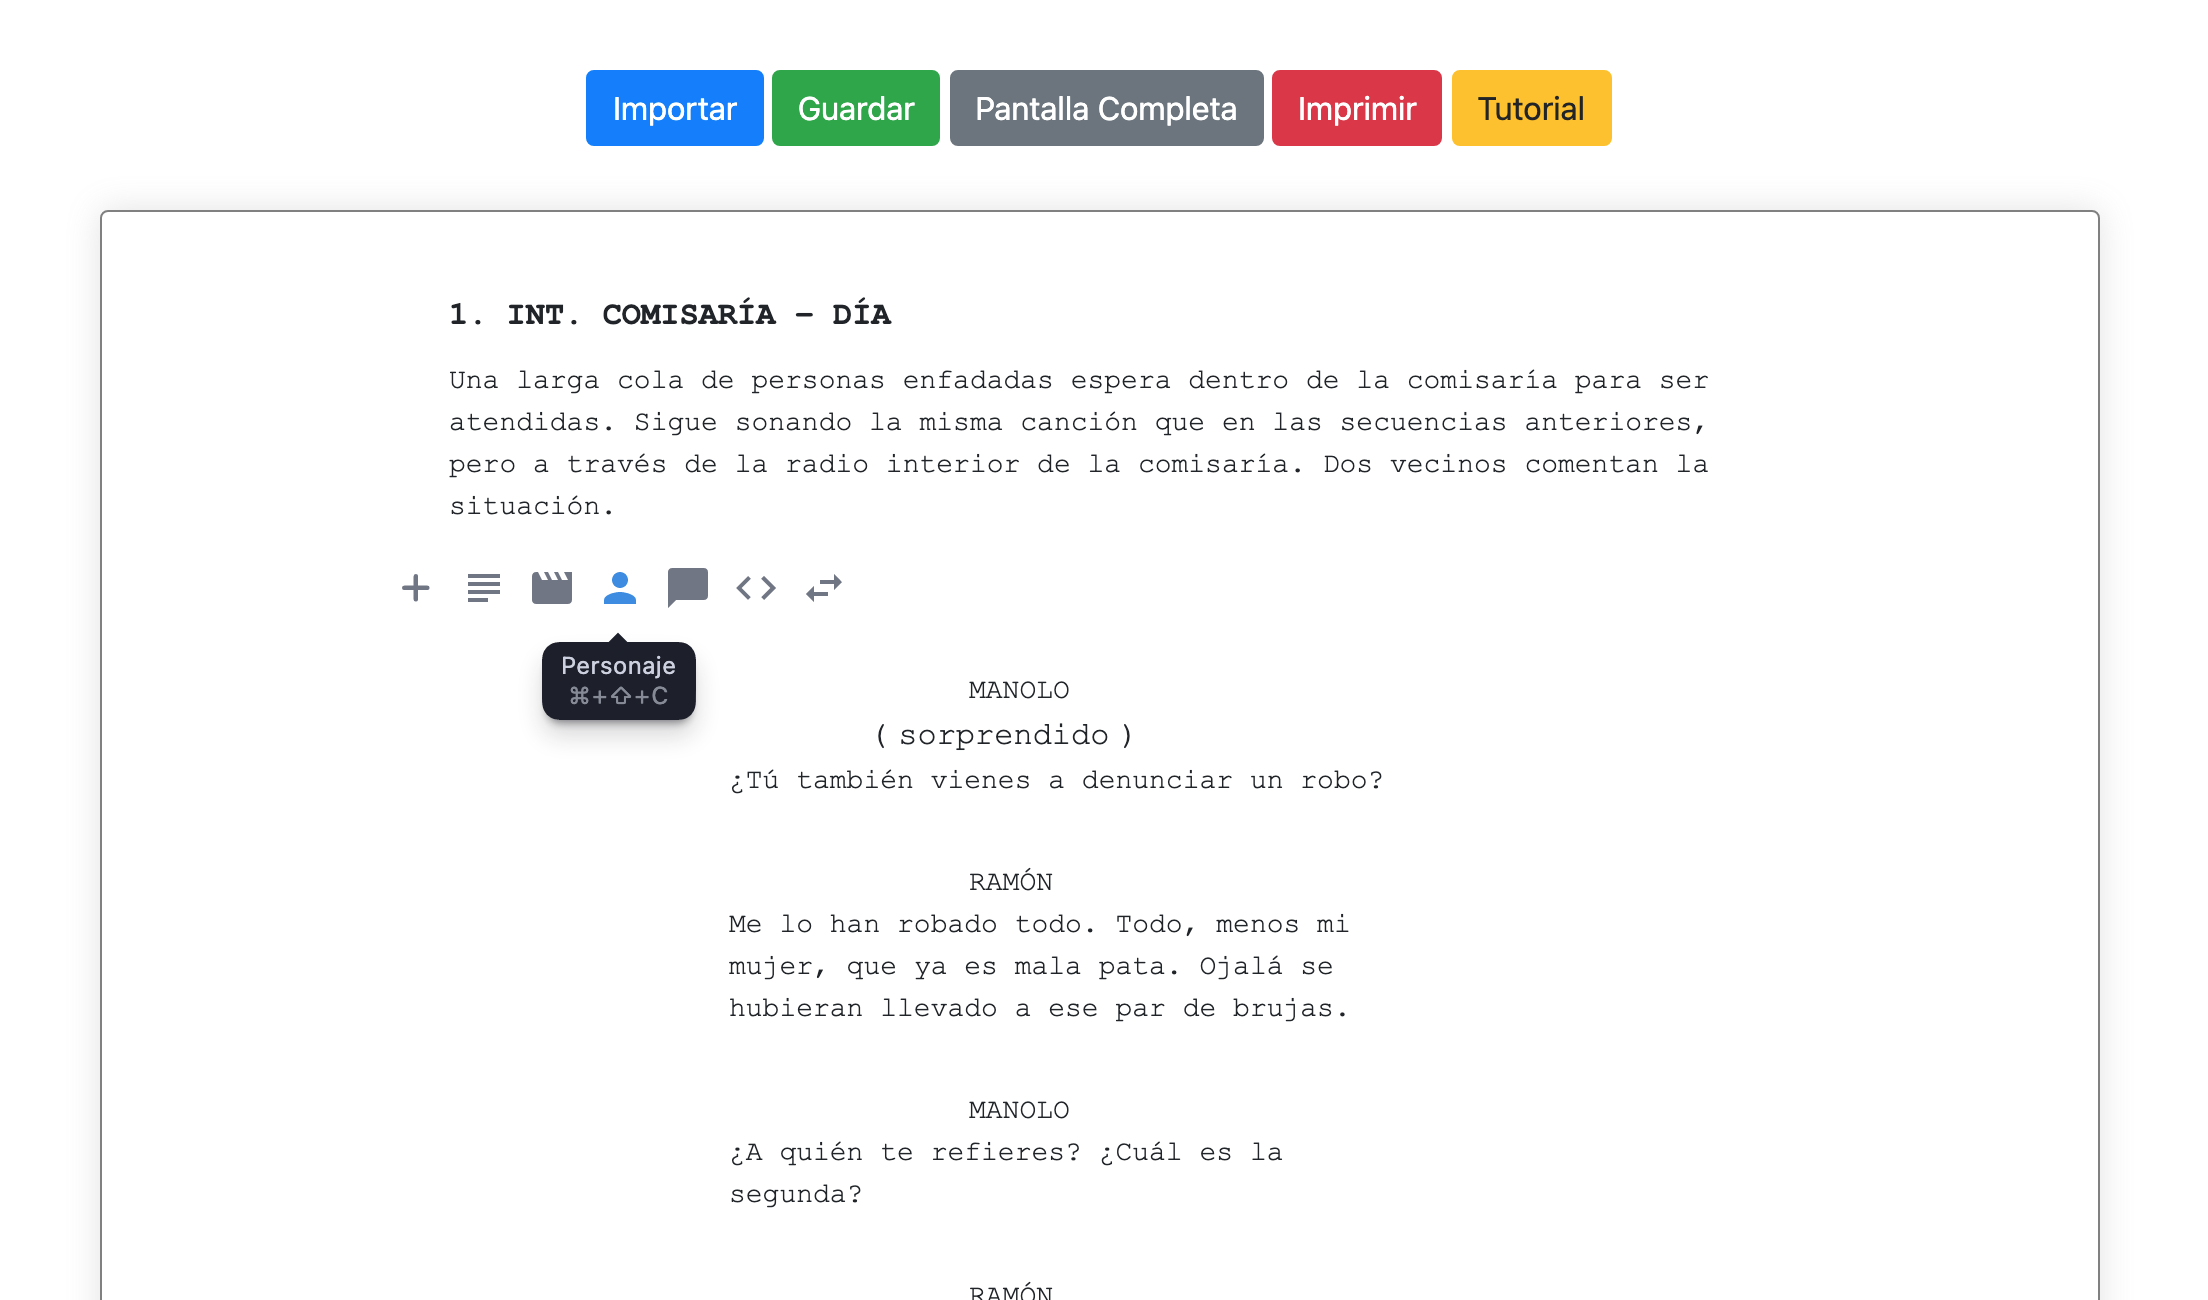 Importar Guardar Pantalla Completa Imprimir Tutorial
1. INT. COMISARÍA – DÍA
Una larga cola de personas enfadadas espera dentro de la comisaría para ser
atendidas. Sigue sonando la misma canción que en las secuencias anteriores,
pero a través de la radio interior de la comisaría. Dos vecinos comentan la
situación.
Personaje
⌘+⇧+C
MANOLO
( sorprendido )
¿Tú también vienes a denunciar un robo?
RAMÓN
Me lo han robado todo. Todo, menos mi
mujer, que ya es mala pata. Ojalá se
hubieran llevado a ese par de brujas.
MANOLO
¿A quién te refieres? ¿Cuál es la
segunda?
RAMÓN